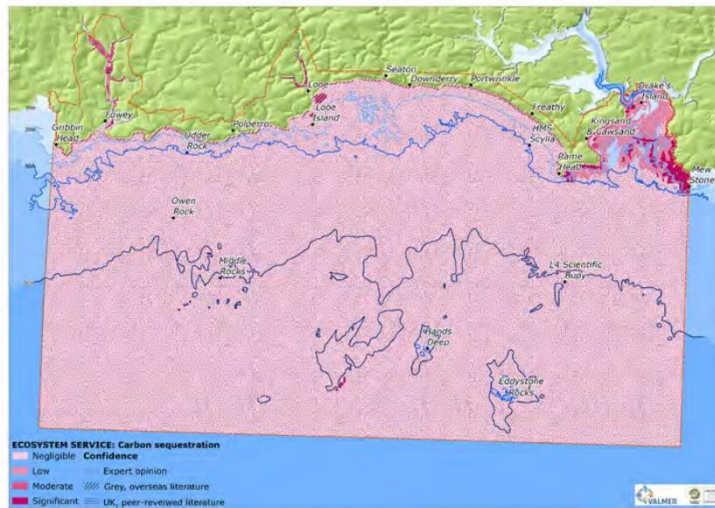 Seaton
Downderry
Portwrinkle
Looe
Drake's
Island
Fowey
Freathy
Looe
Island
Polpetro
Kingsand
& Cawsand
Gribbin
Head
Udder
Rock
HMS
Scylla
Rame
Head
Mew
Stone
Owen
Rock
Middle
Rocks
L4 Scientific
Buoy
Hands
Deep
Eddystone
Rocks
ECOSYSTEM SERVICE: Carbon sequestration
Negligible Confidence
Low Expert opinion
Moderate Grey, overseas literature
Significant UK, peer-reviewed literature
VALMER